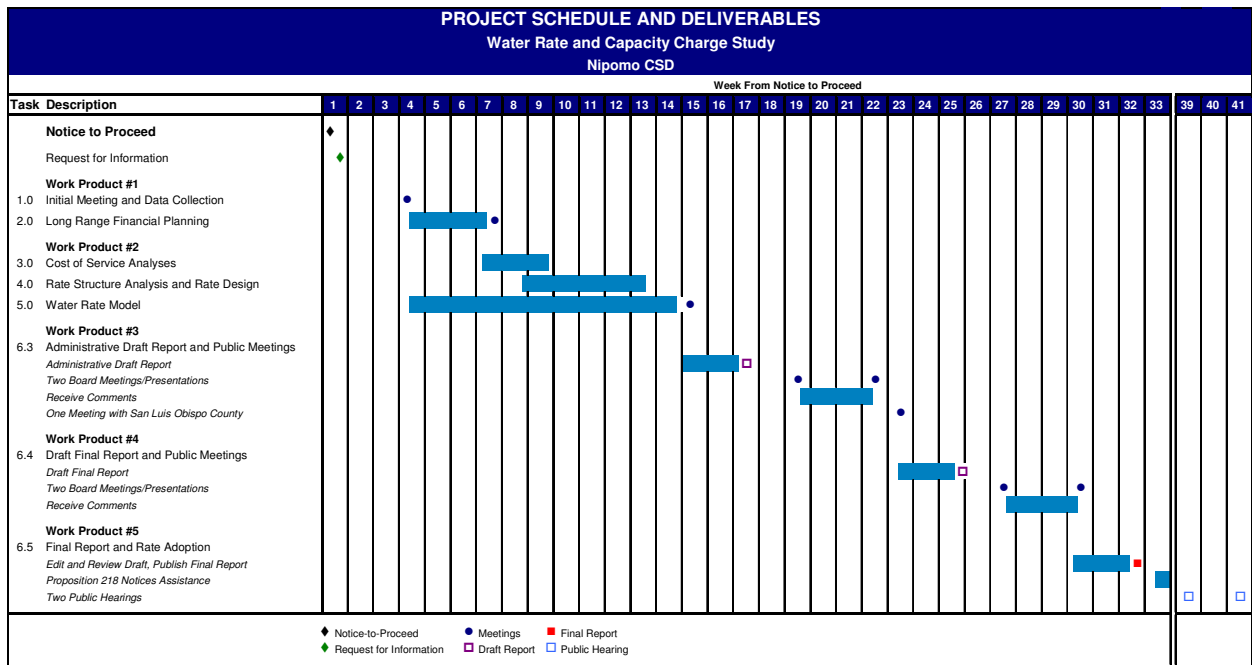 PROJECT SCHEDULE AND DELIVERABLES
Water Rate and Capacity Charge Study
Nipomo CSD
Week From Notice to Proceed
Task Description 1 2 3 4 5 6 7 8 9 10 11 12 13 14 15 16 17 18 19 20 21 22 23 24 25 26 27 28 29 30 31 32 33 39 40 41
Notice to Proceed
Request for Information
Work Product #1
1.0 Initial Meeting and Data Collection
2.0 Long Range Financial Planning
Work Product #2
3.0 Cost of Service Analyses
4.0 Rate Structure Analysis and Rate Design
5.0 Water Rate Model
Work Product #3
6.3 Administrative Draft Report and Public Meetings
Administrative Draft Report
Two Board Meetings/Presentations
Receive Comments
One Meeting with San Luis Obispo County
Work Product #4
6.4 Draft Final Report and Public Meetings
Draft Final Report
Two Board Meetings/Presentations
Receive Comments
Work Product #5
6.5 Final Report and Rate Adoption
Edit and Review Draft, Publish Final Report
Proposition 218 Notices Assistance
Two Public Hearings
Notice-to-Proceed Meetings Final Report
Request for Information Draft Report Public Hearing